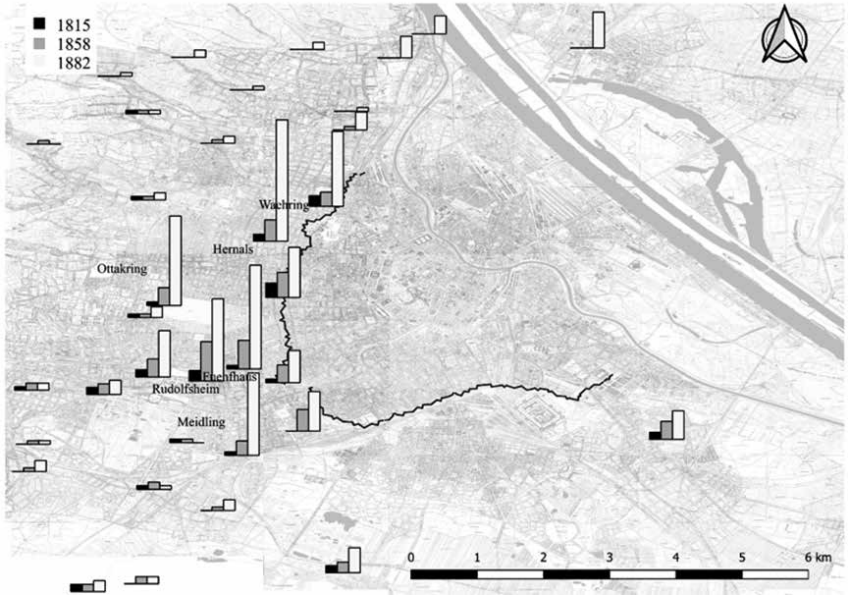 1815
1858
1882
Waehring
Hernals
Ottakring
Fuenfhaus
Rudolfsheim
Meidling
0 1 2 3 4 5 6 km